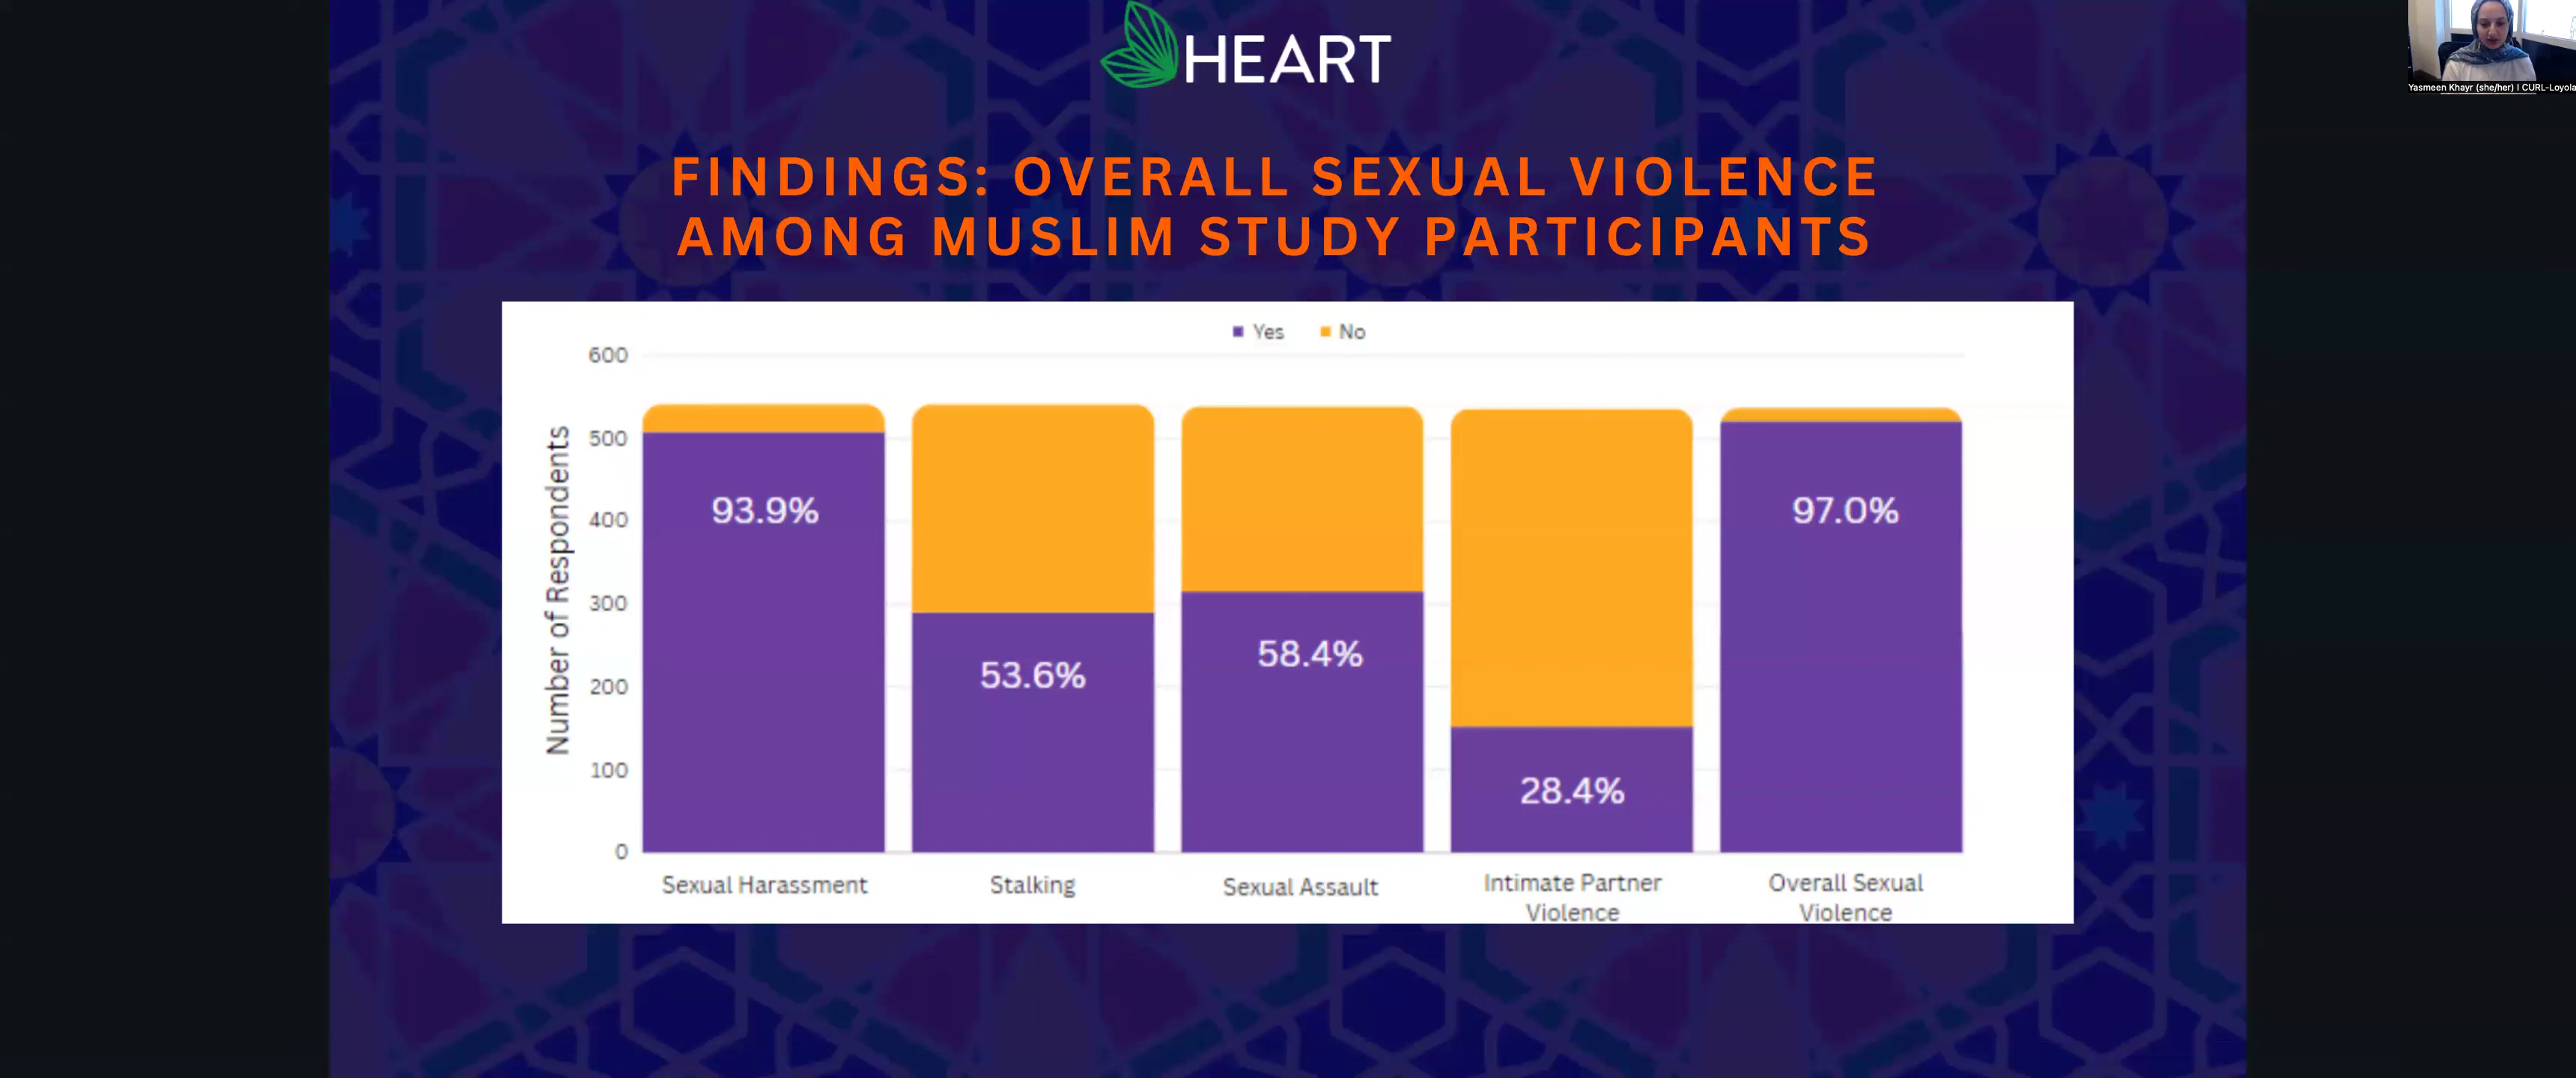 HEART
Yasmeen Khayr (she/her) | CURL-Loyola
FINDINGS: OVERALL SEXUAL VIOLENCE
AMONG MUSLIM STUDY PARTICIPANTS
Yes No
Number of Respondents
600
500
400
300
200
100
0
93.9%
53.6%
58.4%
28.4%
97.0%
Sexual Harassment
Stalking
Sexual Assault
Intimate Partner
Violence
Overall Sexual
Violence